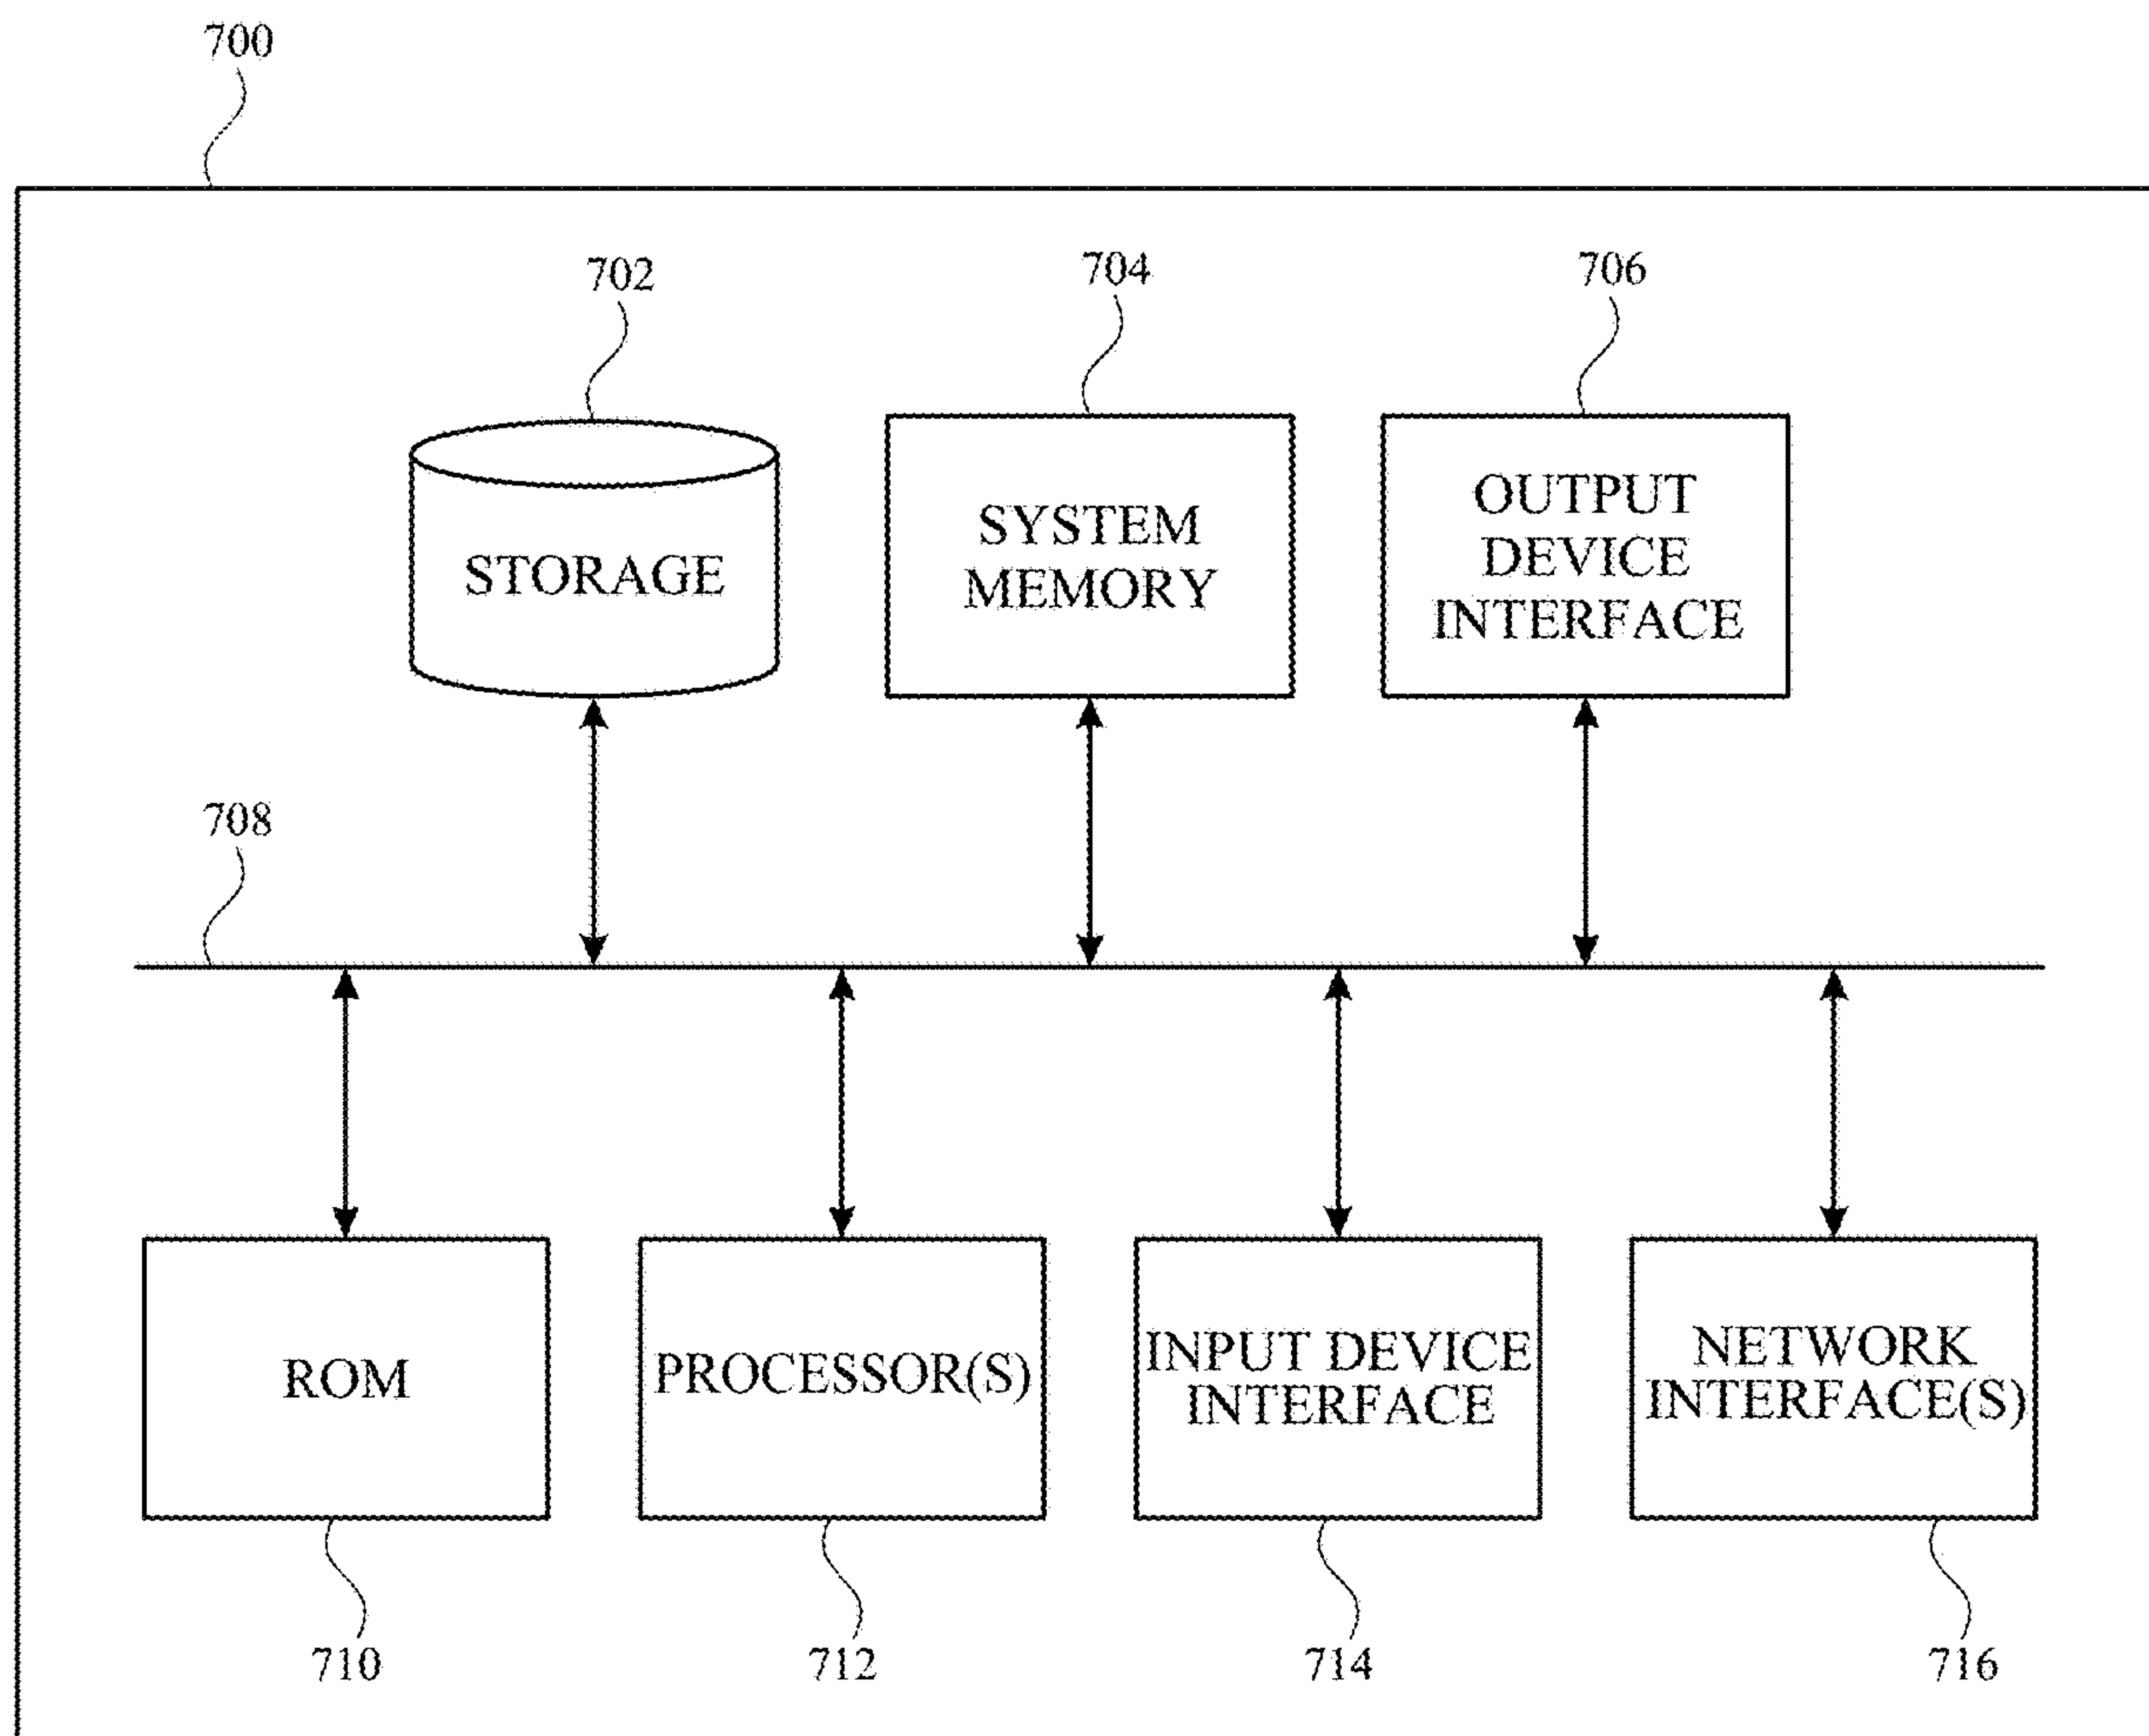 700
702
704
706
STORAGE
SYSTEM
MEMORY
OUTPUT
DEVICE
INTERFACE
708
ROM
PROCESSOR(S)
INPUT DEVICE
INTERFACE
NETWORK
INTERFACE(S)
710
712
714
716